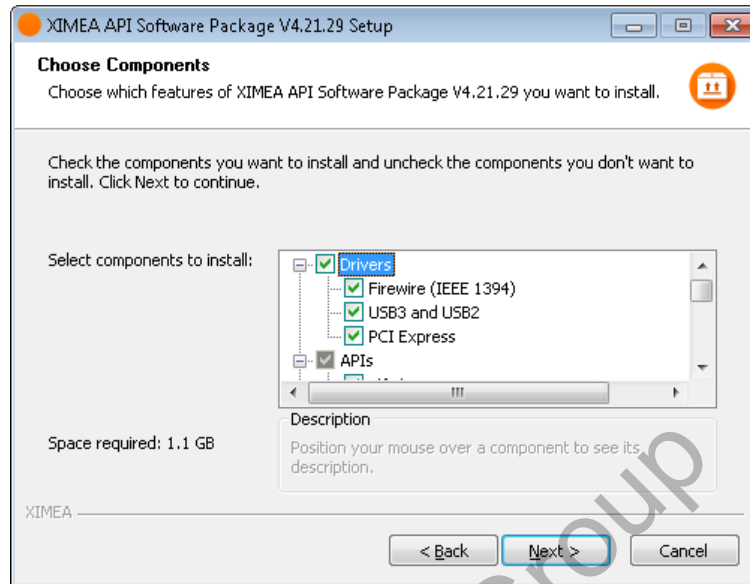 XIMEA API Software Package V4.21.29 Setup
Choose Components
Choose which features of XIMEA API Software Package V4.21.29 you want to install.
Check the components you want to install and uncheck the components you don't want to
install. Click Next to continue.
Select components to install:
Drivers
Firewire (IEEE 1394)
USB3 and USB2
PCI Express
APIs
Space required: 1.1 GB
Description
Position your mouse over a component to see its
description.
XIMEA
< Back
Next >
Cancel
Group